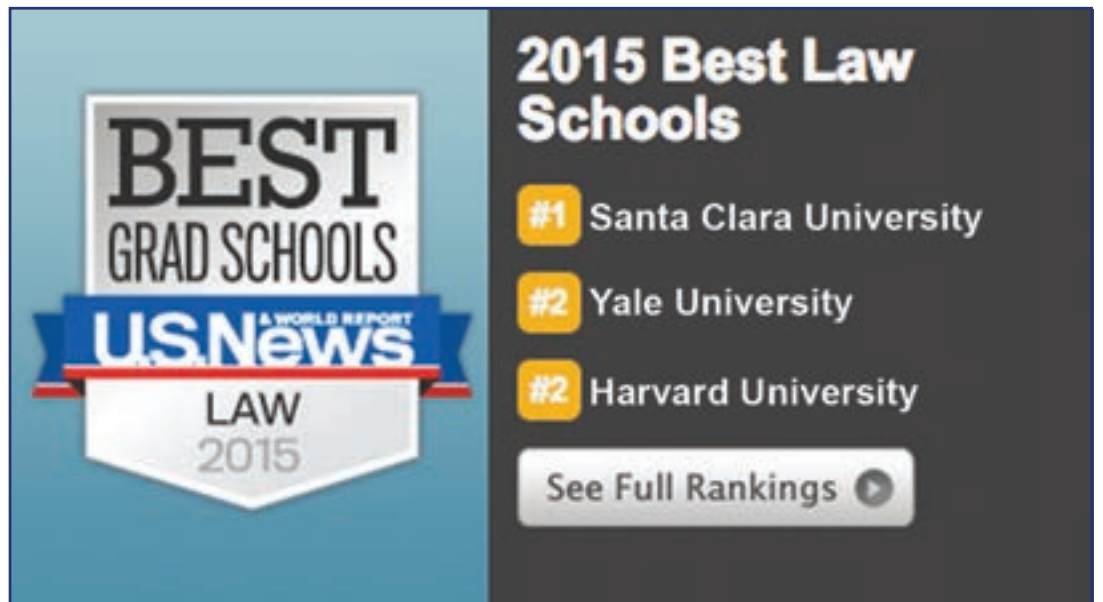 BEST
GRAD SCHOOLS
& WORLD REPORT
U.S.News
LAW
2015
2015 Best Law
Schools
#1 Santa Clara University
#2 Yale University
#2 Harvard University
See Full Rankings